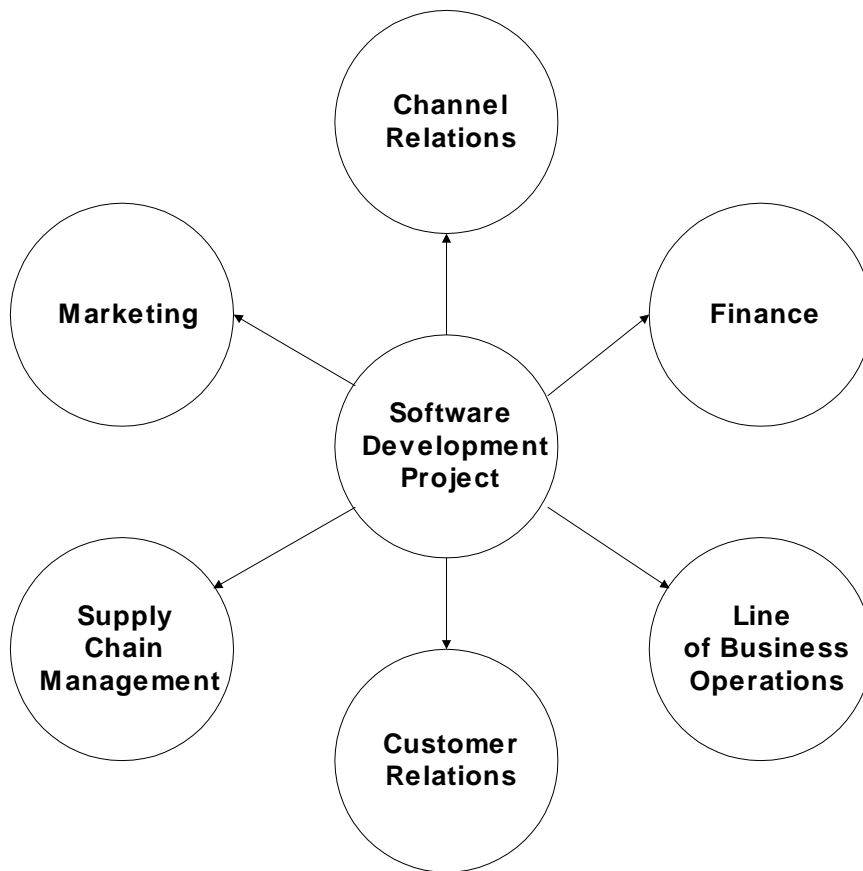 Channel
Relations
Marketing
Finance
Software
Development
Project
Supply
Chain
Management
Line
of Business
Operations
Customer
Relations